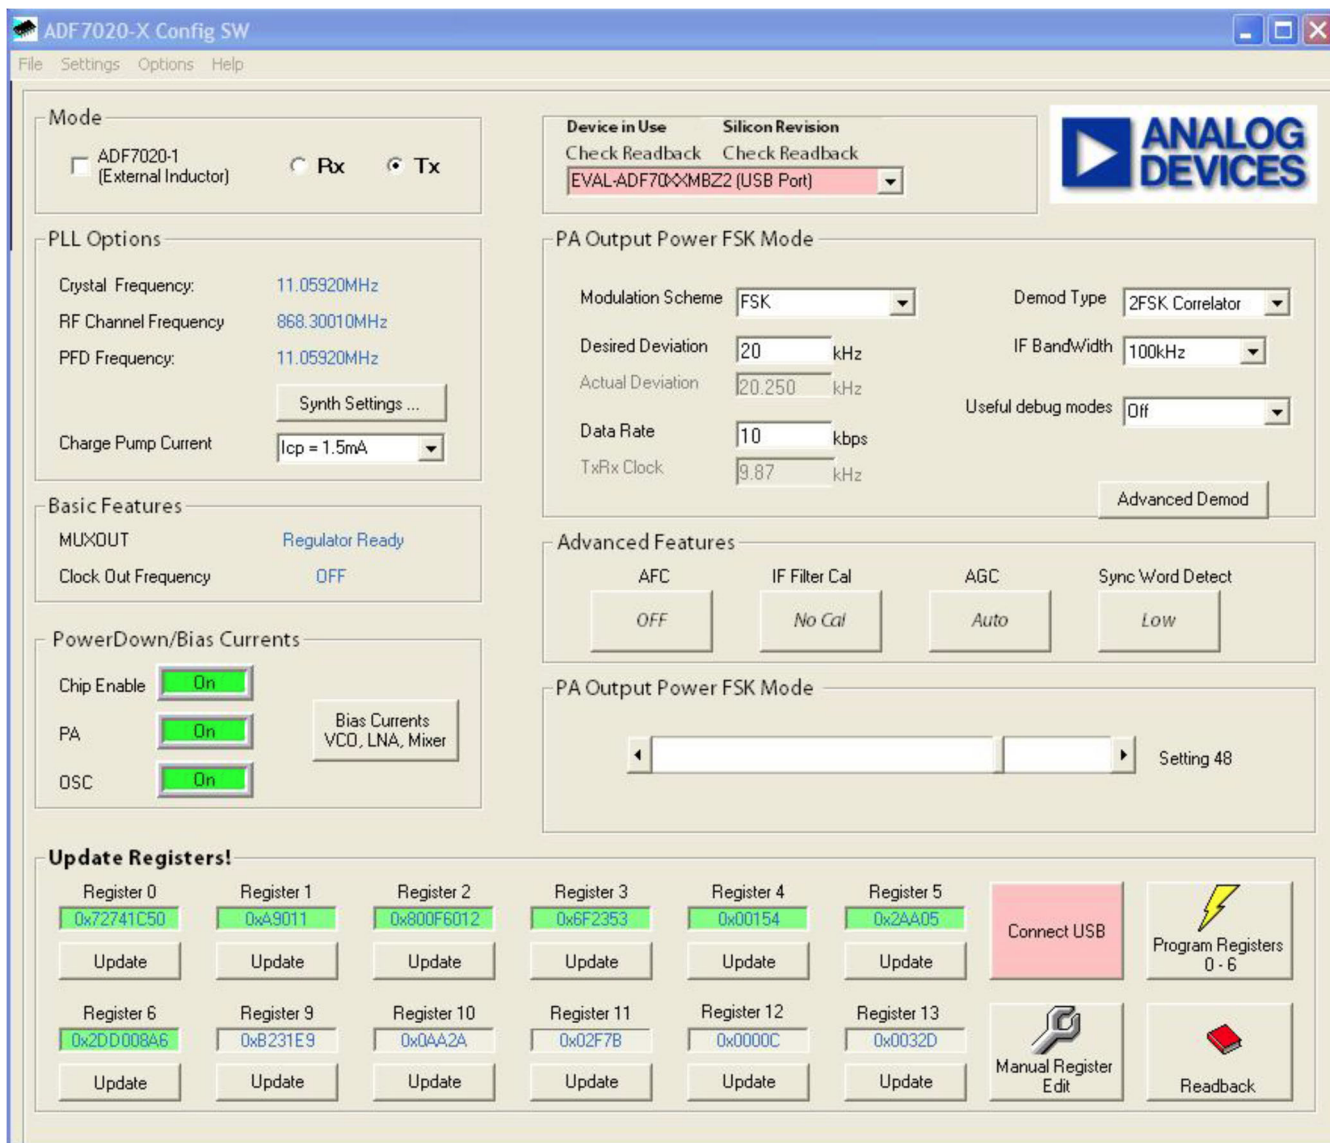 ADF7020-X Config SW
File Settings Options Help
Mode
ADF7020-1
(External Inductor)
Rx
Tx
Device in Use Silicon Revision
Check Readback Check Readback
EVAL-ADF70XXMBZ2 (USB Port)
ANALOG
DEVICES
PLL Options
Crystal Frequency: 11.05920MHz
RF Channel Frequency 868.30010MHz
PFD Frequency: 11.05920MHz
Synth Settings ...
Charge Pump Current Icp = 1.5mA
PA Output Power FSK Mode
Modulation Scheme FSK
Desired Deviation 20 kHz
Actual Deviation 20.250 kHz
Data Rate 10 kbps
TxRx Clock 9.87 kHz
Demod Type 2FSK Correlator
IF BandWidth 100kHz
Useful debug modes Off
Advanced Demod
Basic Features
MUXOUT Regulator Ready
Clock Out Frequency OFF
Advanced Features
AFC IF Filter Cal AGC Sync Word Detect
OFF No Cal Auto Low
PowerDown/Bias Currents
Chip Enable On
PA On
OSC On
Bias Currents
VCO, LNA, Mixer
PA Output Power FSK Mode
Setting 48
Update Registers!
Register 0 Register 1 Register 2 Register 3 Register 4 Register 5
0x72741C50 0xA9011 0x800F6012 0x6F2353 0x00154 0x2AA05
Update Update Update Update Update Update
Connect USB
Program Registers
0 - 6
Register 6 Register 9 Register 10 Register 11 Register 12 Register 13
0x2DD008A6 0xB231E9 0x0AA2A 0x02F7B 0x0000C 0x0032D
Update Update Update Update Update Update
Manual Register
Edit
Readback